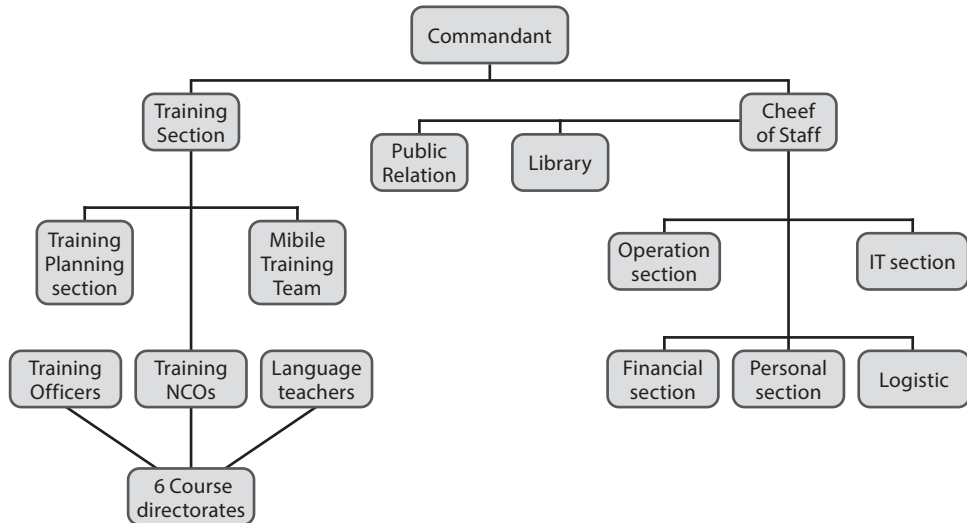 Commandant
Training
Section
Cheef
of Staff
Public
Relation
Library
Training
Planning
section
Mibile
Training
Team
Operation
section
IT section
Training
Officers
Training
NCOs
Language
teachers
Financial
section
Personal
section
Logistic
6 Course
directorates